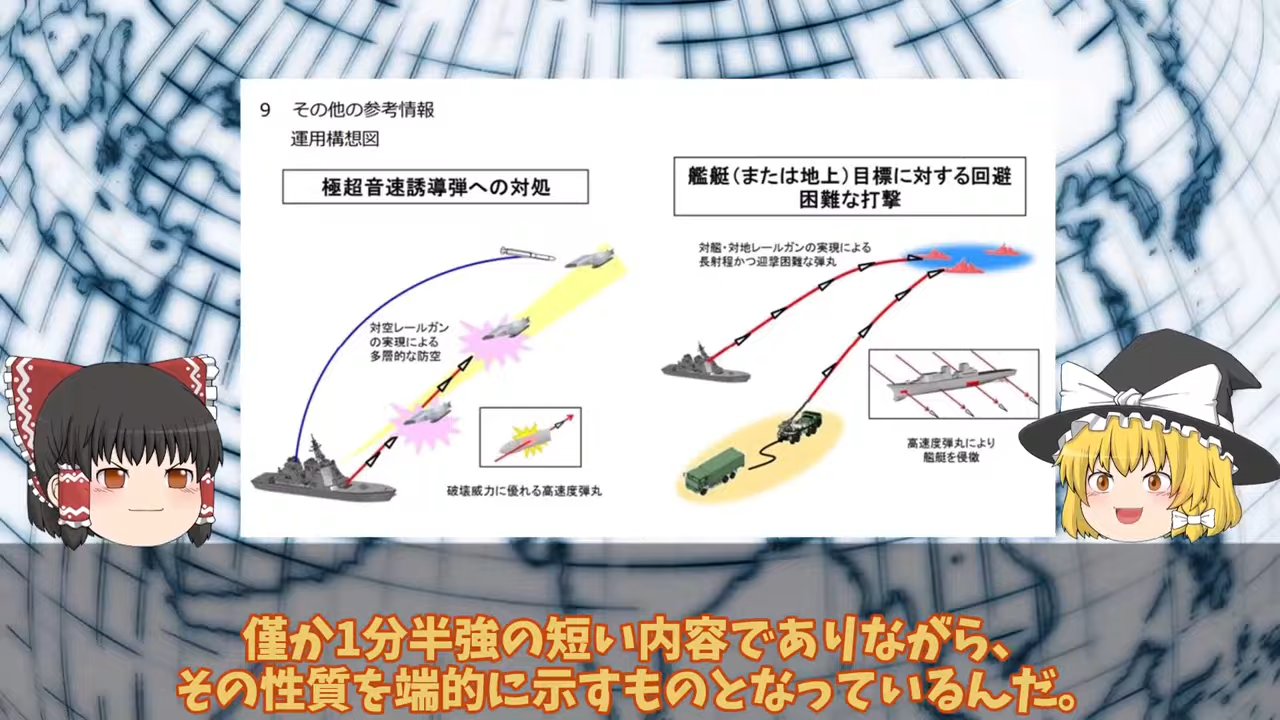 9 その他の参考情報
運用構想図
極超音速誘導弾への対処
対空レールガン
の実現による
多層的な防空
破壊威力に優れる高速度弾丸
艦艇(または地上)目標に対する回避
困難な打撃
対艦・対地レールガンの実現による
長射程かつ迎撃困難な弾丸
高速度弾丸により
艦艇を侵徹
僅か1分半強の短い内容でありながら、
その性質を端的に示すものとなっているんだ。